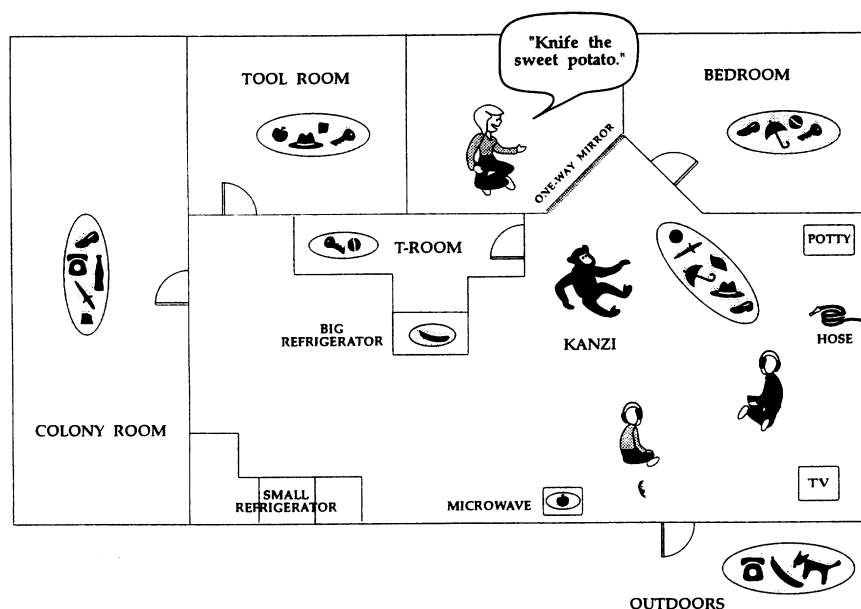 "Knife the
sweet potato."
TOOL ROOM
BEDROOM
ONE-WAY MIRROR
POTTY
T-ROOM
HOSE
BIG
REFRIGERATOR
KANZI
COLONY ROOM
TV
SMALL
REFRIGERATOR
MICROWAVE
OUTDOORS